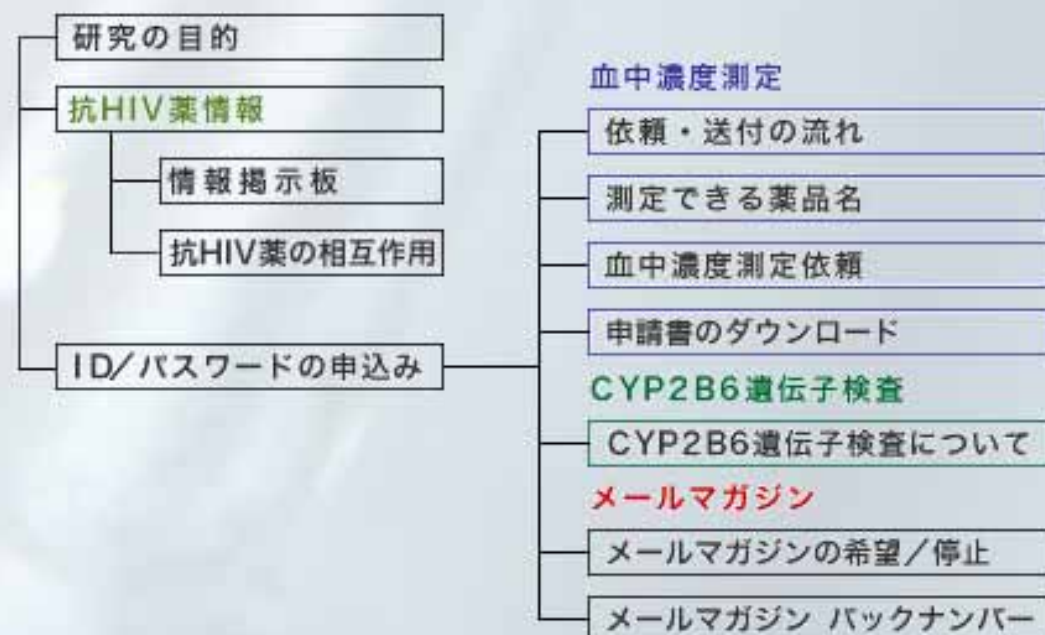 研究の目的
抗HIV薬情報
情報掲示板
抗HIV薬の相互作用
ID/パスワードの申込み
血中濃度測定
依頼・送付の流れ
測定できる薬品名
血中濃度測定依頼
申請書のダウンロード
CYP2B6遺伝子検査
CYP2B6遺伝子検査について
メールマガジン
メールマガジンの希望/停止
メールマガジン バックナンバー